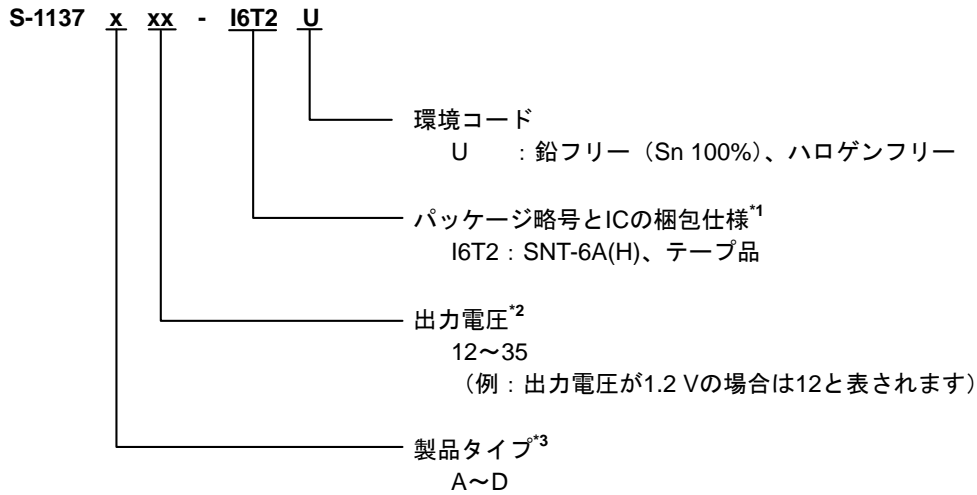 S-1137 x xx - I6T2 U
環境コード
U : 鉛フリー（Sn 100%）、ハロゲンフリー
パッケージ略号とICの梱包仕様*1
I6T2 : SNT-6A(H)、テープ品
出力電圧*2
12～35
（例 : 出力電圧が1.2 Vの場合は12と表されます）
製品タイプ*3
A～D